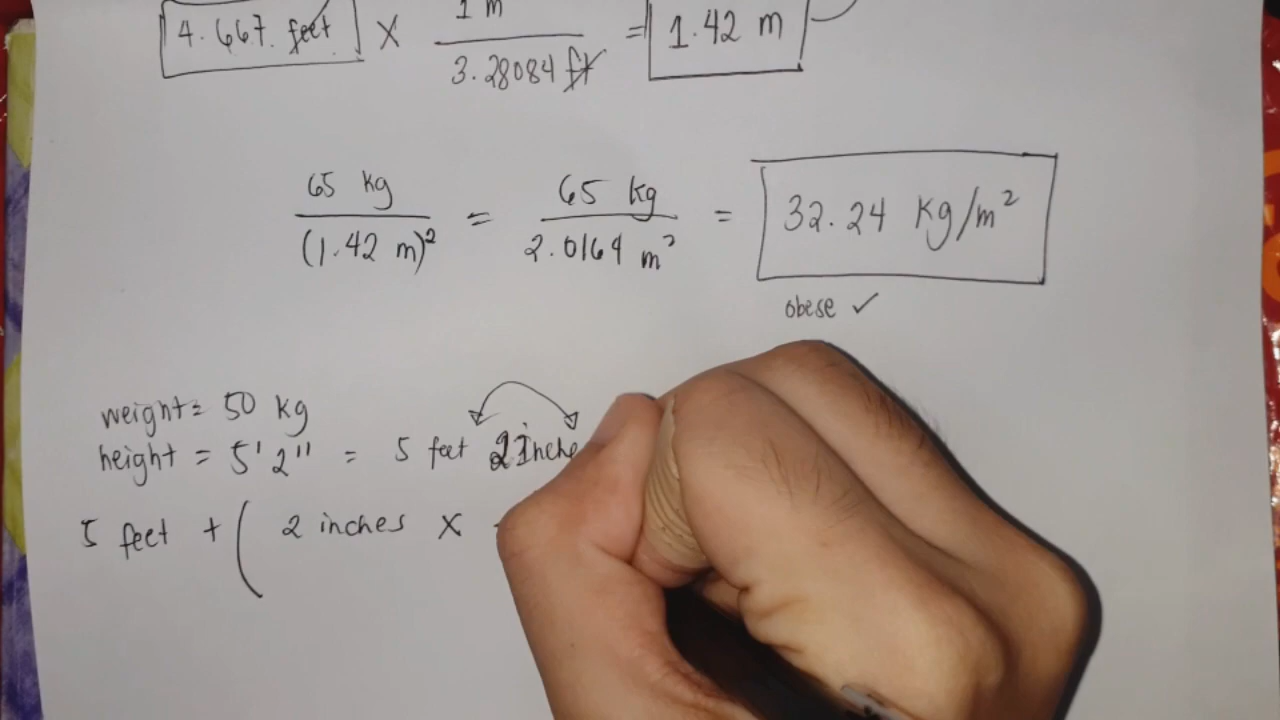 4.667 feet X 1 m / 3.28084 ft = 1.42 m
65 kg / (1.42 m)² = 65 kg / 2.0164 m² = 32.24 kg/m²
obese ✓
weight = 50 kg
height = 5' 2" = 5 feet 2 inche
5 feet + ( 2 inches X